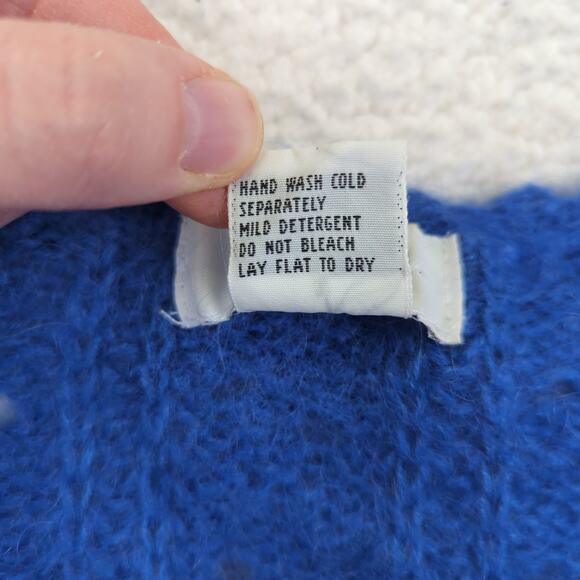 HAND WASH COLD
SEPARATELY
MILD DETERGENT
DO NOT BLEACH
LAY FLAT TO DRY